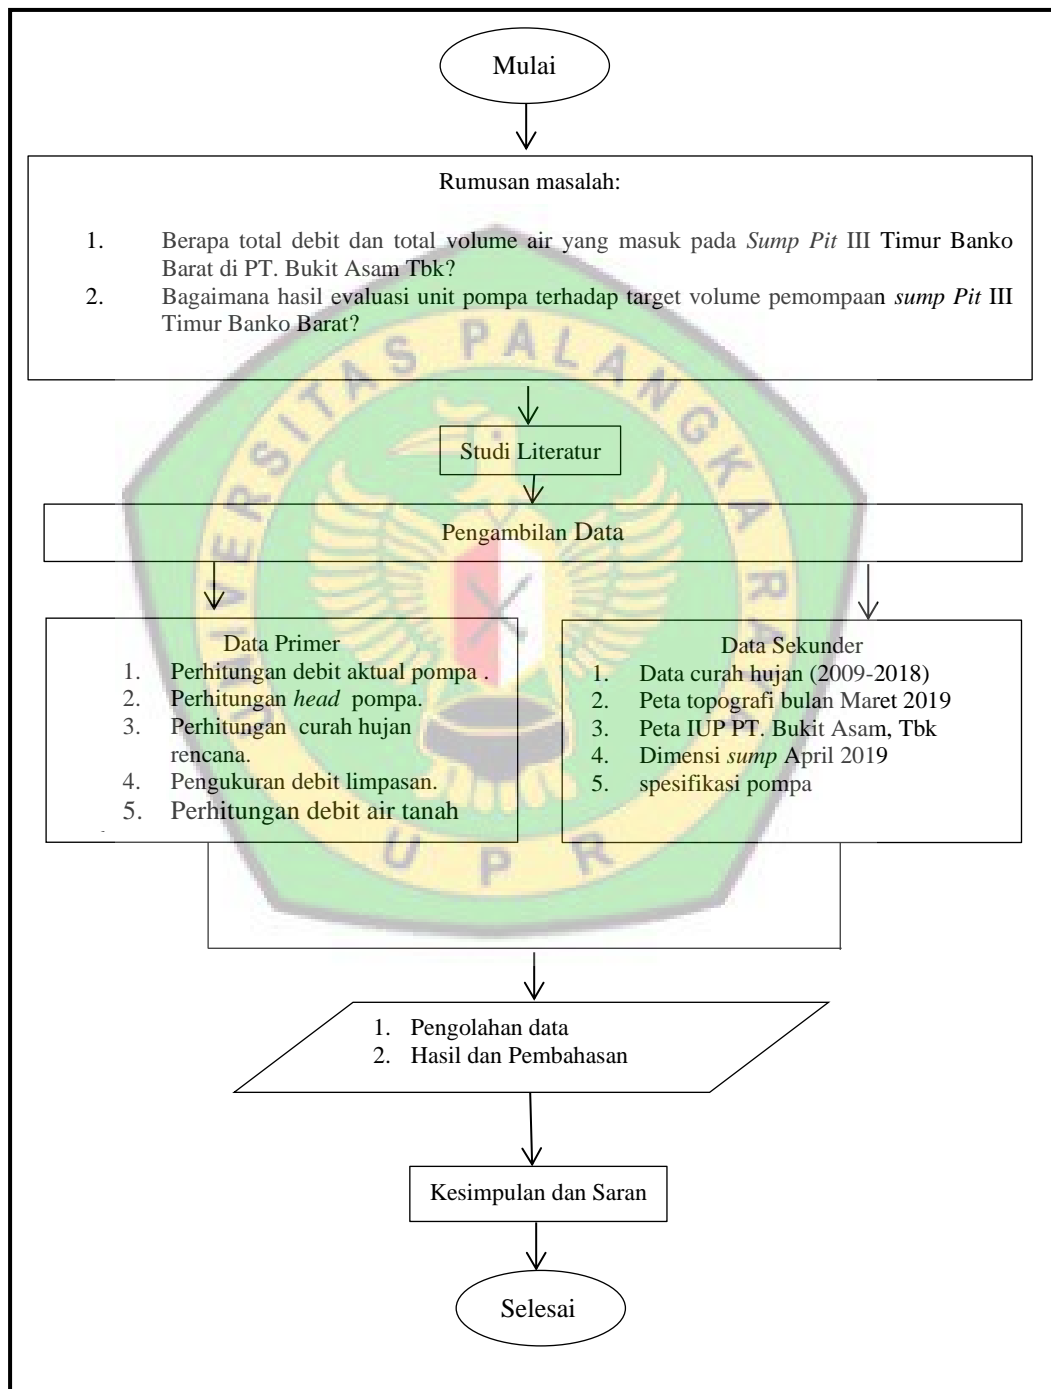 Mulai
Rumusan masalah:
1. Berapa total debit dan total volume air yang masuk pada Sump Pit III Timur Banko
Barat di PT. Bukit Asam Tbk?
2. Bagaimana hasil evaluasi unit pompa terhadap target volume pemompaan sump Pit III
Timur Banko Barat?
UNIVERSITAS PALANGKA RAYA
Studi Literatur
Pengambilan Data
Data Primer
1. Perhitungan debit aktual pompa .
2. Perhitungan head pompa.
3. Perhitungan curah hujan
rencana.
4. Pengukuran debit limpasan.
5. Perhitungan debit air tanah
Data Sekunder
1. Data curah hujan (2009-2018)
2. Peta topografi bulan Maret 2019
3. Peta IUP PT. Bukit Asam, Tbk
4. Dimensi sump April 2019
5. spesifikasi pompa
UPR
1. Pengolahan data
2. Hasil dan Pembahasan
Kesimpulan dan Saran
Selesai